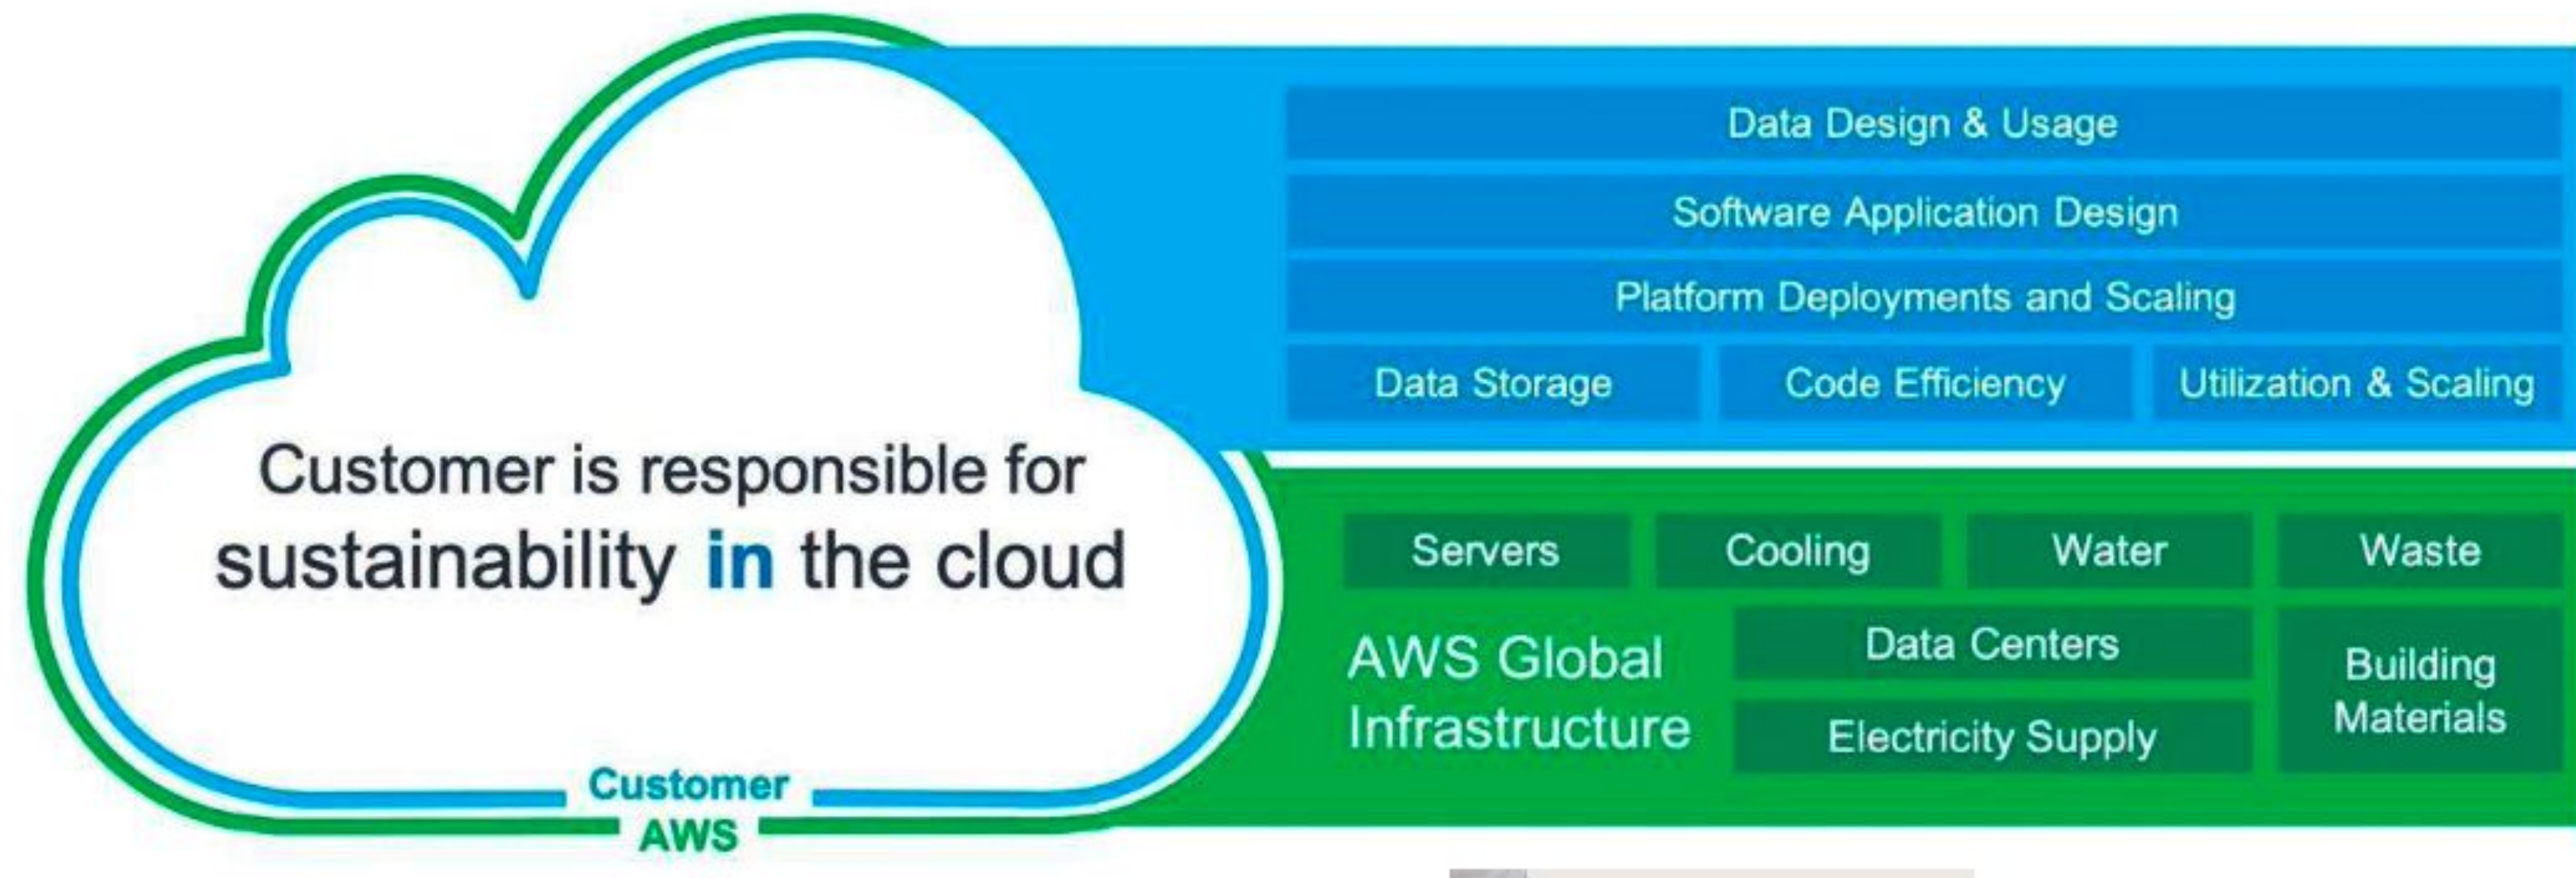 Data Design & Usage
Software Application Design
Platform Deployments and Scaling
Data Storage
Code Efficiency
Utilization & Scaling
Customer is responsible for
sustainability in the cloud
Servers
Cooling
Water
Waste
AWS Global
Infrastructure
Data Centers
Electricity Supply
Building
Materials
Customer
AWS